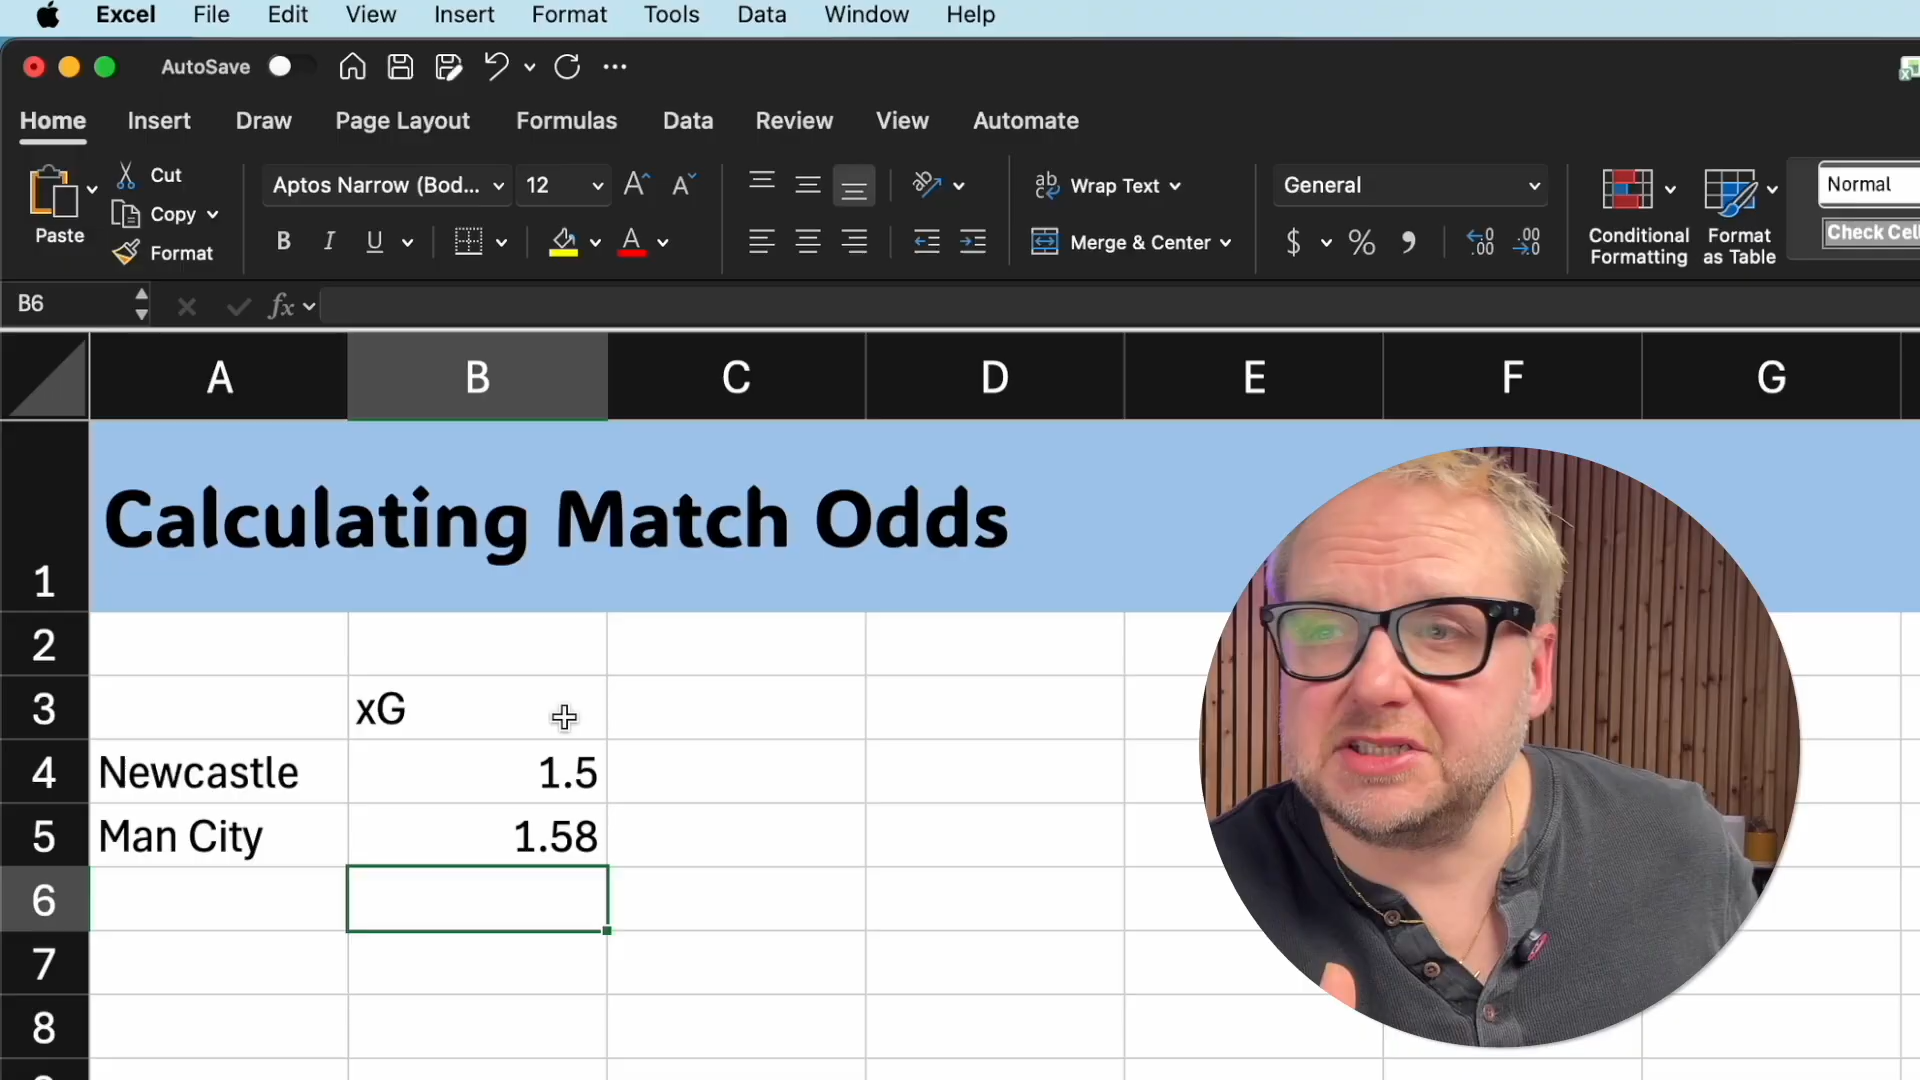 Excel File Edit View Insert Format Tools Data Window Help
AutoSave
Home Insert Draw Page Layout Formulas Data Review View Automate
Paste
Cut
Copy
Format
Aptos Narrow (Bod... 12
B I U
Wrap Text
Merge & Center
General
$ % 9
Conditional
Formatting
Format
as Table
Normal
Check Cell
B6 fx
A B C D E F G
1 Calculating Match Odds
2
3 xG
4 Newcastle 1.5
5 Man City 1.58
6
7
8